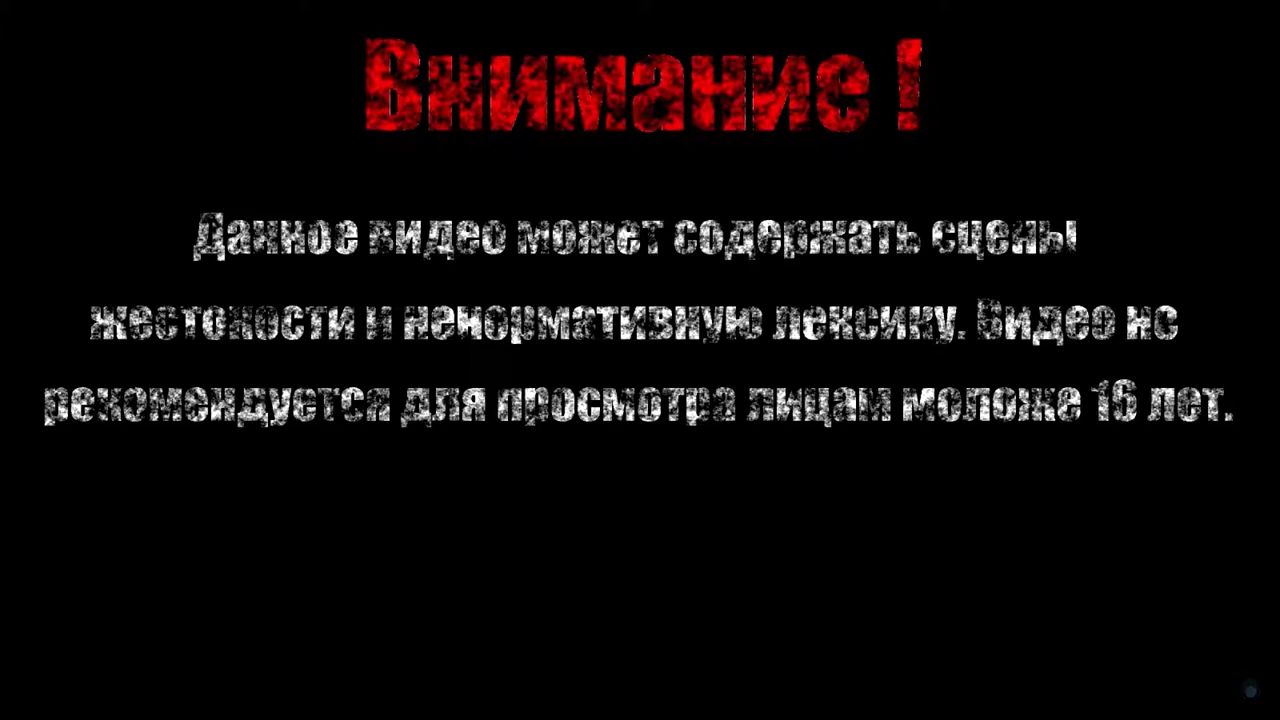 Внимание !
Данное видео может содержать сцены
жестокости и ненормативную лексику. Видео не
рекомендуется для просмотра лицам моложе 16 лет.